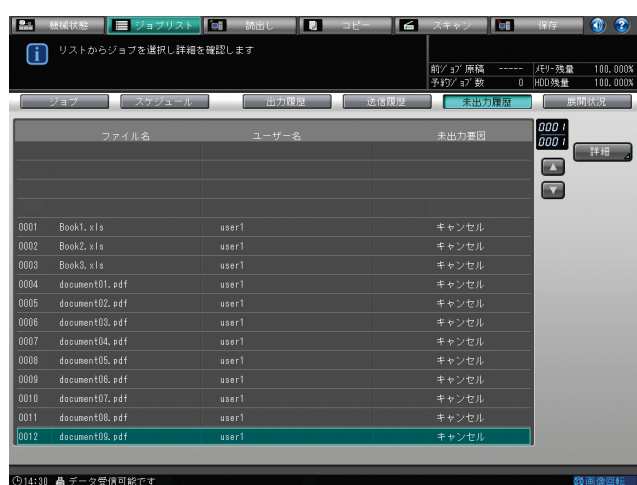 機械状態 ジョブリスト 読出し コピー スキャン 保存
リストからジョブを選択し詳細を確認します
前ジョブ原稿 ----- メモリー残量 100.000%
予約ジョブ数 0 HDD残量 100.000%
ジョブ スケジュール 出力履歴 送信履歴 未出力履歴 展開状況
ファイル名 ユーザー名 未出力要因
0001
0001
詳細
0001 Book1.xls user1 キャンセル
0002 Book2.xls user1 キャンセル
0003 Book3.xls user1 キャンセル
0004 document01.pdf user1 キャンセル
0005 document02.pdf user1 キャンセル
0006 document03.pdf user1 キャンセル
0007 document04.pdf user1 キャンセル
0008 document05.pdf user1 キャンセル
0009 document06.pdf user1 キャンセル
0010 document07.pdf user1 キャンセル
0011 document08.pdf user1 キャンセル
0012 document09.pdf user1 キャンセル
14:30 データ受信可能です 画像回転